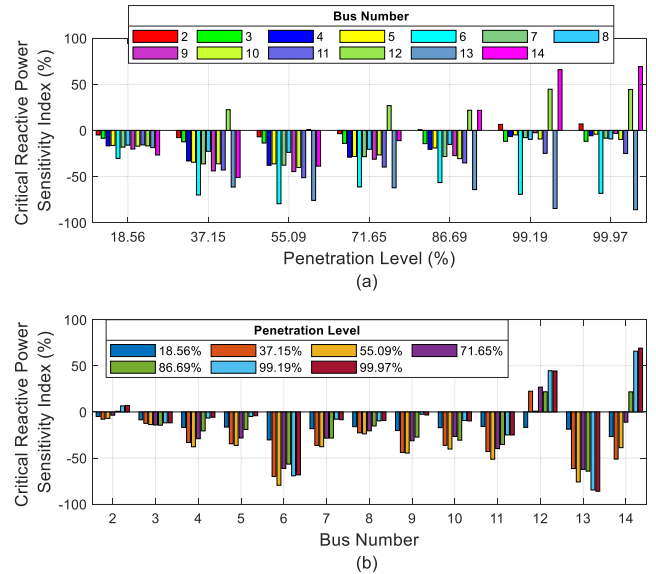 Bus Number
2 3 4 5 6 7 8
9 10 11 12 13 14
Critical Reactive Power
Sensitivity Index (%)
100
50
0
-50
-100
18.56 37.15 55.09 71.65 86.69 99.19 99.97
Penetration Level (%)
(a)
Penetration Level
18.56% 37.15% 55.09% 71.65%
86.69% 99.19% 99.97%
Critical Reactive Power
Sensitivity Index (%)
100
50
0
-50
-100
2 3 4 5 6 7 8 9 10 11 12 13 14
Bus Number
(b)